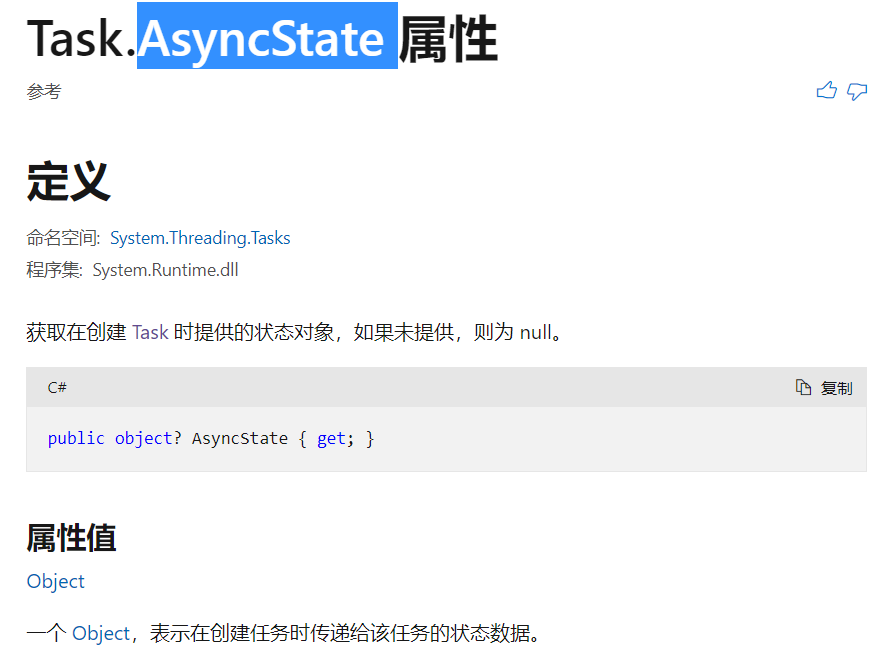 Task.AsyncState 属性
参考
定义
命名空间: System.Threading.Tasks
程序集: System.Runtime.dll
获取在创建 Task 时提供的状态对象，如果未提供，则为 null。
C#
复制
public object? AsyncState { get; }
属性值
Object
一个 Object，表示在创建任务时传递给该任务的状态数据。